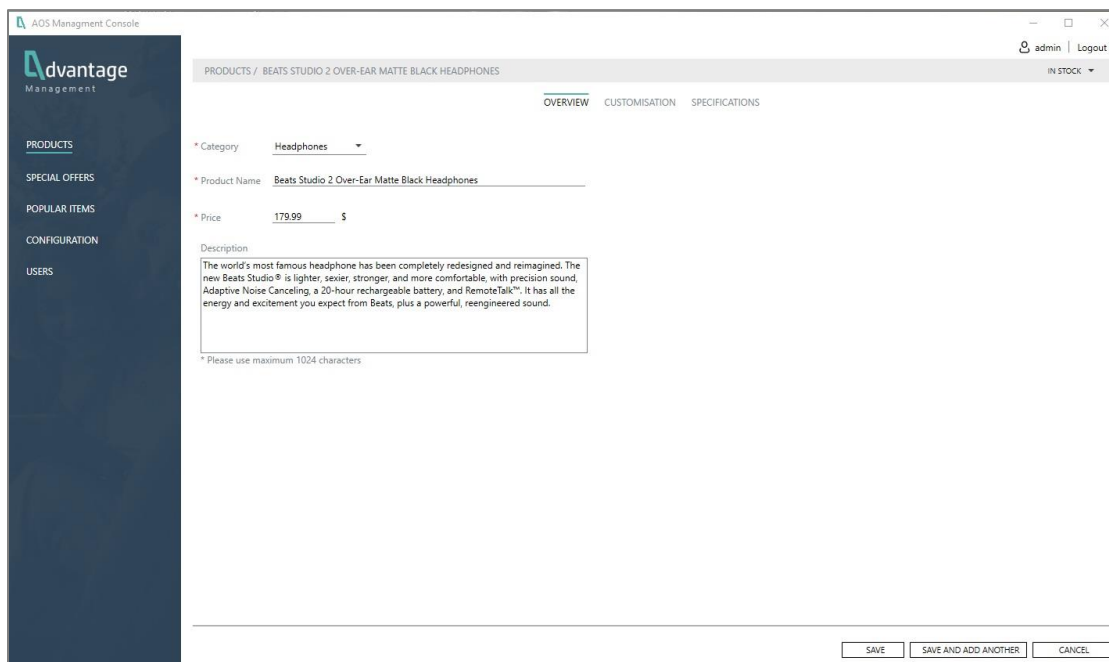 AOS Managment Console
admin | Logout
Advantage
Management
PRODUCTS / BEATS STUDIO 2 OVER-EAR MATTE BLACK HEADPHONES
IN STOCK
OVERVIEW CUSTOMISATION SPECIFICATIONS
PRODUCTS
SPECIAL OFFERS
POPULAR ITEMS
CONFIGURATION
USERS
* Category Headphones
* Product Name Beats Studio 2 Over-Ear Matte Black Headphones
* Price 179.99 $
Description
The world's most famous headphone has been completely redesigned and reimagined. The
new Beats Studio® is lighter, sexier, stronger, and more comfortable, with precision sound,
Adaptive Noise Canceling, a 20-hour rechargeable battery, and RemoteTalk™. It has all the
energy and excitement you expect from Beats, plus a powerful, reengineered sound.
* Please use maximum 1024 characters
SAVE SAVE AND ADD ANOTHER CANCEL